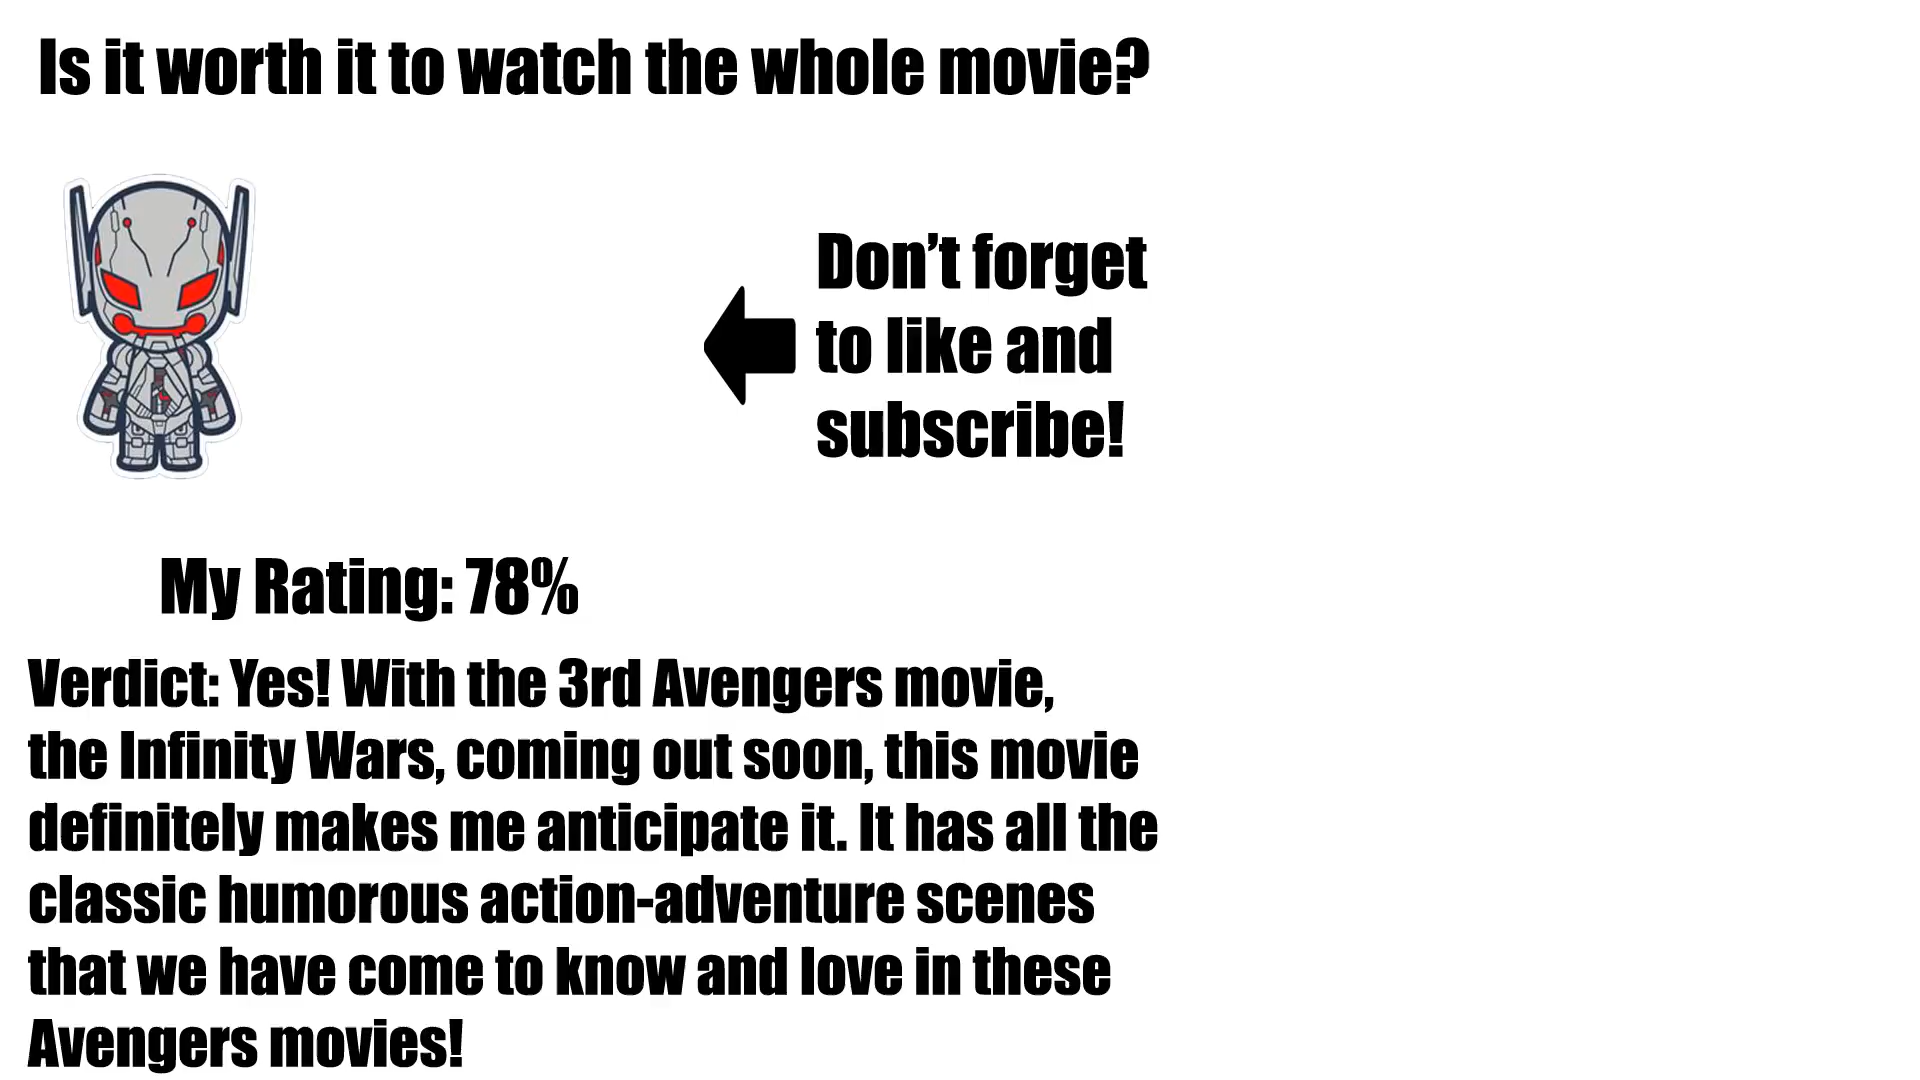 Is it worth it to watch the whole movie?
Don’t forget
to like and
subscribe!
My Rating: 78%
Verdict: Yes! With the 3rd Avengers movie,
the Infinity Wars, coming out soon, this movie
definitely makes me anticipate it. It has all the
classic humorous action-adventure scenes
that we have come to know and love in these
Avengers movies!